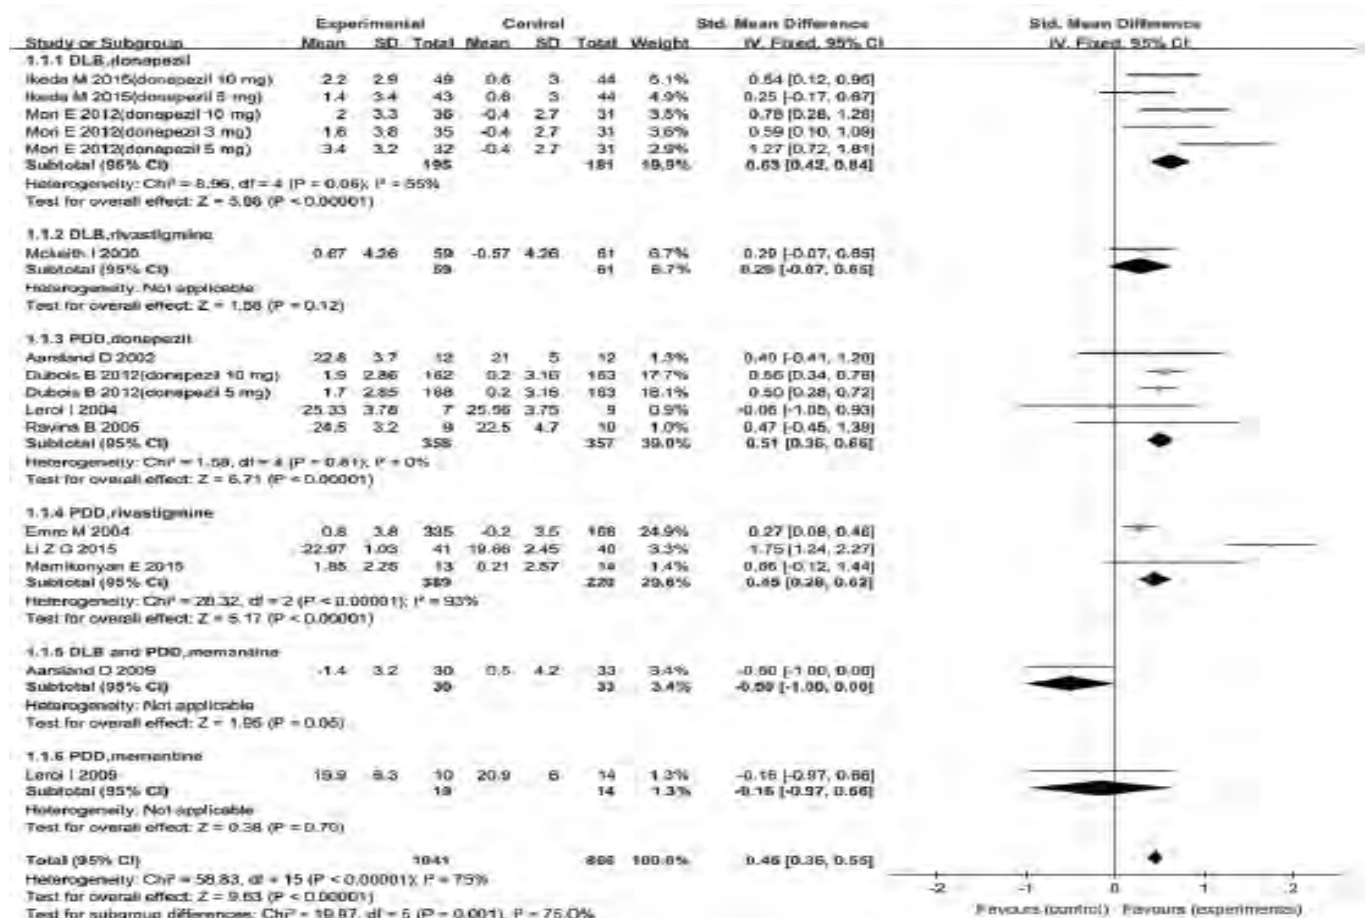 Experimental Control Std. Mean Difference Std. Mean Difference
Study or Subgroup Mean SD Total Mean SD Total Weight IV. Fixed, 95% CI IV. Fixed, 95% CI
1.1.1 DLB,donepezil
Ikeda M 2015(donepezil 10 mg) 2.2 2.9 49 0.6 3 44 5.1% 0.54 [0.12, 0.95]
Ikeda M 2015(donepezil 5 mg) 1.4 3.4 43 0.6 3 44 4.9% 0.25 [-0.17, 0.67]
Mori E 2012(donepezil 10 mg) 2 3.3 36 -0.4 2.7 31 3.5% 0.78 [0.28, 1.28]
Mori E 2012(donepezil 3 mg) 1.6 3.8 35 -0.4 2.7 31 3.6% 0.59 [0.10, 1.09]
Mori E 2012(donepezil 5 mg) 3.4 3.2 32 -0.4 2.7 31 2.9% 1.27 [0.72, 1.81]
Subtotal (95% CI) 195 181 19.9% 0.63 [0.42, 0.84]
Heterogeneity: Chi² = 8.96, df = 4 (P = 0.06); I² = 55%
Test for overall effect: Z = (P < 0.00001)
1.1.2 DLB,rivastigmine
Mckeith I 2000 0.67 4.26 59 -0.57 4.26 61 6.7% 0.29 [-0.07, 0.65]
Subtotal (95% CI) 59 61 6.7% 0.29 [-0.07, 0.65]
Heterogeneity: Not applicable
Test for overall effect: Z = 1.58 (P = 0.12)
1.1.3 PDD,donepezil
Aarsland D 2002 22.8 3.7 12 21 5 12 1.3% 0.40 [-0.41, 1.20]
Dubois B 2012(donepezil 10 mg) 1.9 2.86 162 0.2 3.16 163 17.7% 0.56 [0.34, 0.78]
Dubois B 2012(donepezil 5 mg) 1.7 2.85 168 0.2 3.16 163 18.1% 0.50 [0.28, 0.72]
Leroi I 2004 25.33 3.78 7 25.56 3.75 9 0.9% -0.06 [-1.05, 0.93]
Ravina B 2005 24.5 3.2 9 22.5 4.7 10 1.0% 0.47 [-0.45, 1.39]
Subtotal (95% CI) 358 357 39.0% 0.51 [0.36, 0.66]
Heterogeneity: Chi² = 1.58, df = 4 (P = 0.81); I² = 0%
Test for overall effect: Z = 6.71 (P < 0.00001)
1.1.4 PDD,rivastigmine
Emre M 2004 0.8 3.8 335 -0.2 3.5 166 24.9% 0.27 [0.08, 0.46]
Li Z G 2015 22.97 1.03 41 19.66 2.45 40 3.3% 1.75 [1.24, 2.27]
Mamikonyan E 2015 1.85 2.25 13 0.21 2.57 14 1.4% 0.66 [-0.12, 1.44]
Subtotal (95% CI) 389 220 29.6% 0.45 [0.28, 0.62]
Heterogeneity: Chi² = 28.32, df = 2 (P < 0.00001); I² = 93%
Test for overall effect: Z = 5.17 (P < 0.00001)
1.1.5 DLB and PDD,memantine
Aarsland D 2009 -1.4 3.2 30 0.5 4.2 33 3.4% -0.50 [-1.00, 0.00]
Subtotal (95% CI) 30 33 3.4% -0.50 [-1.00, 0.00]
Heterogeneity: Not applicable
Test for overall effect: Z = 1.95 (P = 0.05)
1.1.6 PDD,memantine
Leroi I 2009 19.9 6.3 10 20.9 6 14 1.3% -0.16 [-0.97, 0.66]
Subtotal (95% CI) 10 14 1.3% -0.16 [-0.97, 0.66]
Heterogeneity: Not applicable
Test for overall effect: Z = 0.38 (P = 0.70)
Total (95% CI) 1041 866 100.0% 0.46 [0.36, 0.55]
Heterogeneity: Chi² = 58.83, df = 15 (P < 0.00001); I² = 75%
Test for overall effect: Z = 9.63 (P < 0.00001)
Test for subgroup differences: Chi² = 19.97, df = 5 (P = 0.001), I² = 75.0%
-2 -1 0 1 2
Favours (control) Favours (experimental)